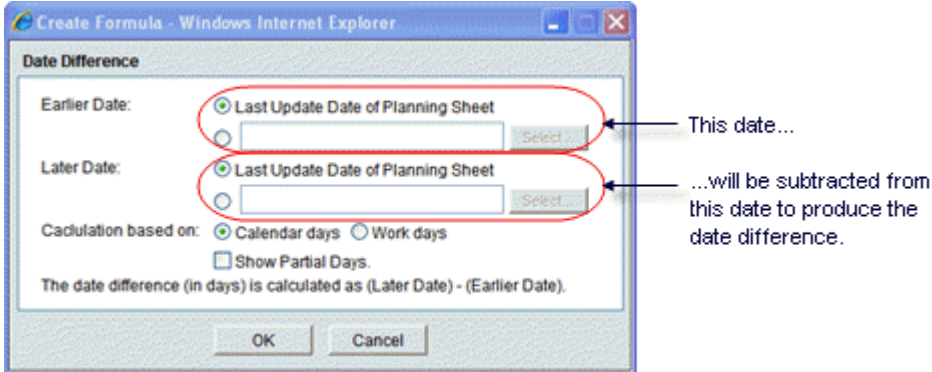 Create Formula - Windows Internet Explorer
Date Difference
Earlier Date:
Last Update Date of Planning Sheet
Select...
This date...
Later Date:
Last Update Date of Planning Sheet
Select...
...will be subtracted from
this date to produce the
date difference.
Caclulation based on: Calendar days Work days
Show Partial Days.
The date difference (in days) is calculated as (Later Date) - (Earlier Date).
OK Cancel